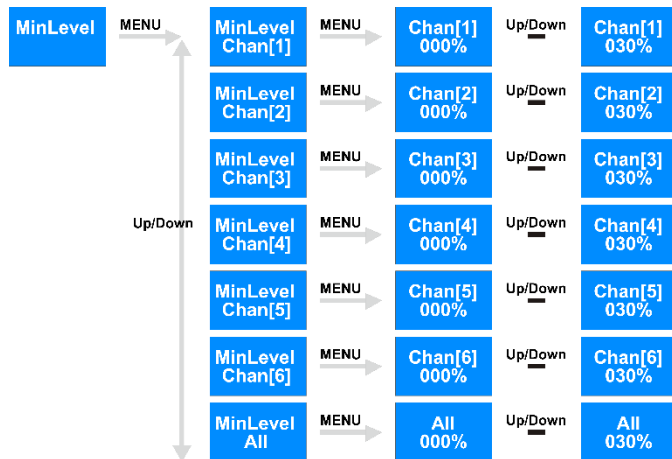 MinLevel
MENU
MinLevel
Chan[1]
MENU
Chan[1]
000%
Up/Down
Chan[1]
030%
MinLevel
Chan[2]
MENU
Chan[2]
000%
Up/Down
Chan[2]
030%
MinLevel
Chan[3]
MENU
Chan[3]
000%
Up/Down
Chan[3]
030%
Up/Down
MinLevel
Chan[4]
MENU
Chan[4]
000%
Up/Down
Chan[4]
030%
MinLevel
Chan[5]
MENU
Chan[5]
000%
Up/Down
Chan[5]
030%
MinLevel
Chan[6]
MENU
Chan[6]
000%
Up/Down
Chan[6]
030%
MinLevel
All
MENU
All
000%
Up/Down
All
030%